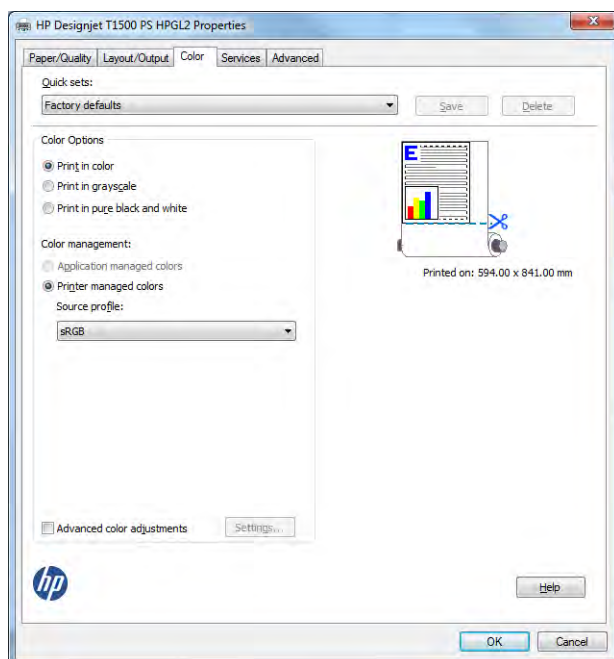 HP Designjet T1500 PS HPGL2 Properties
Paper/Quality Layout/Output Color Services Advanced
Quick sets:
Factory defaults
Save Delete
Color Options
Print in color
Print in grayscale
Print in pure black and white
Color management:
Application managed colors
Printer managed colors
Source profile:
sRGB
E
Printed on: 594.00 x 841.00 mm
Advanced color adjustments Settings...
hp
Help
OK Cancel